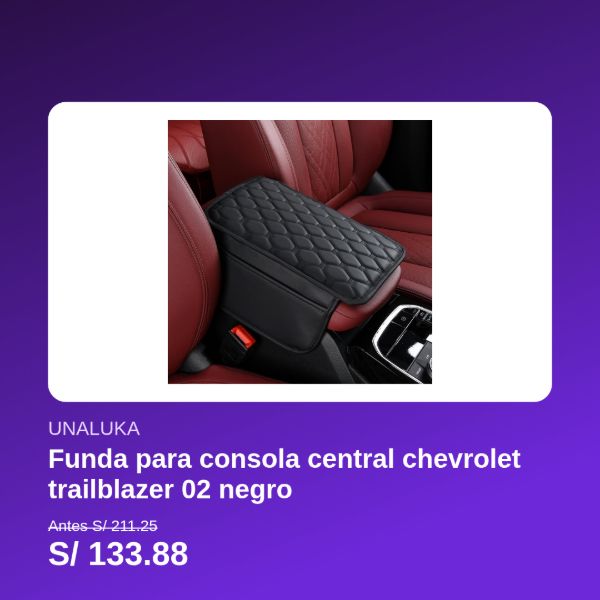 UNALUKA
Funda para consola central chevrolet
trailblazer 02 negro
Antes S/ 211.25
S/ 133.88